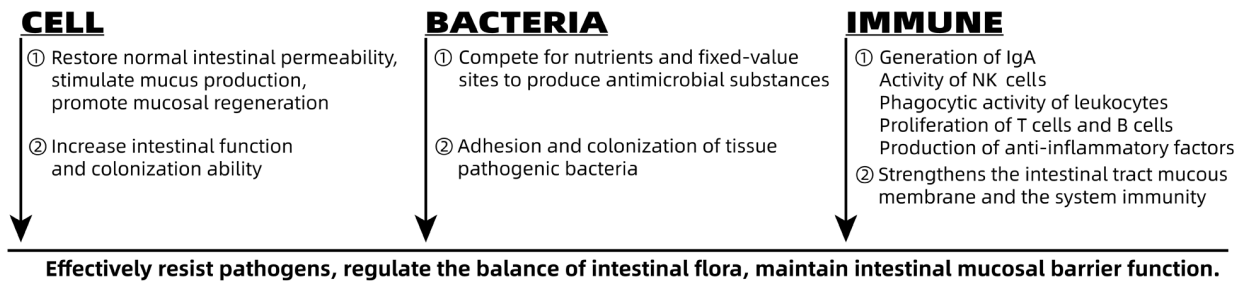 CELL
① Restore normal intestinal permeability,
stimulate mucus production,
promote mucosal regeneration
② Increase intestinal function
and colonization ability
BACTERIA
① Compete for nutrients and fixed-value
sites to produce antimicrobial substances
② Adhesion and colonization of tissue
pathogenic bacteria
IMMUNE
① Generation of IgA
Activity of NK cells
Phagocytic activity of leukocytes
Proliferation of T cells and B cells
Production of anti-inflammatory factors
② Strengthens the intestinal tract mucous
membrane and the system immunity
Effectively resist pathogens, regulate the balance of intestinal flora, maintain intestinal mucosal barrier function.